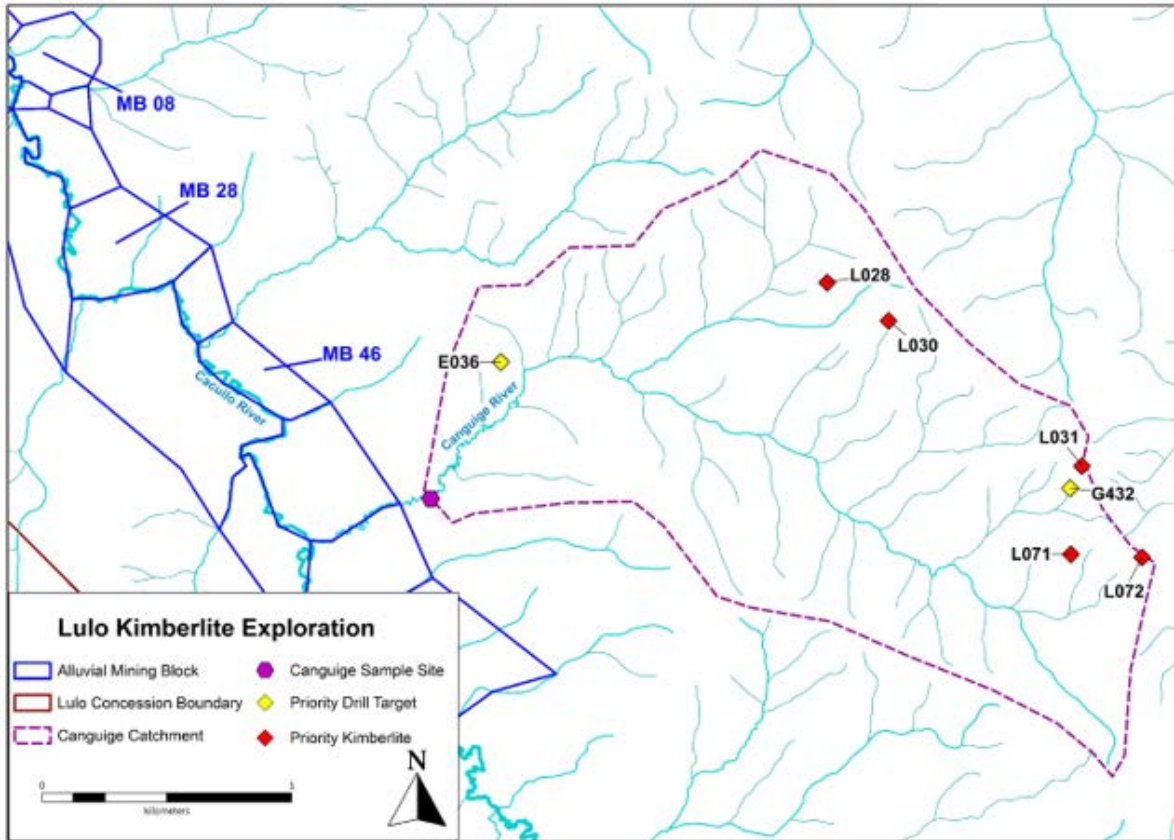 MB 08
MB 28
L028
L030
MB 46
E036
Cacuilo River
Canguige River
L031
G432
L071
L072
Lulo Kimberlite Exploration
Alluvial Mining Block
Canguige Sample Site
Lulo Concession Boundary
Priority Drill Target
Canguige Catchment
Priority Kimberlite
N
0 5
kilometers